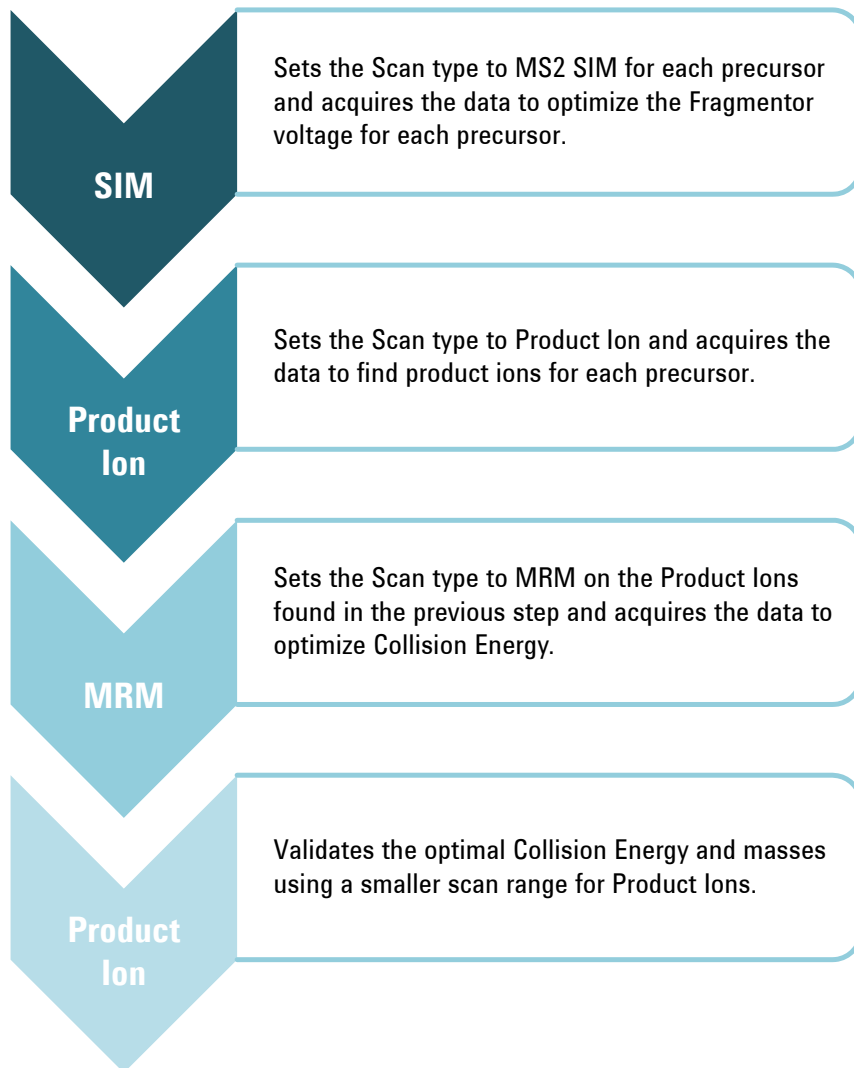 SIM
Sets the Scan type to MS2 SIM for each precursor
and acquires the data to optimize the Fragmentor
voltage for each precursor.
Product
Ion
Sets the Scan type to Product Ion and acquires the
data to find product ions for each precursor.
MRM
Sets the Scan type to MRM on the Product Ions
found in the previous step and acquires the data to
optimize Collision Energy.
Product
Ion
Validates the optimal Collision Energy and masses
using a smaller scan range for Product Ions.